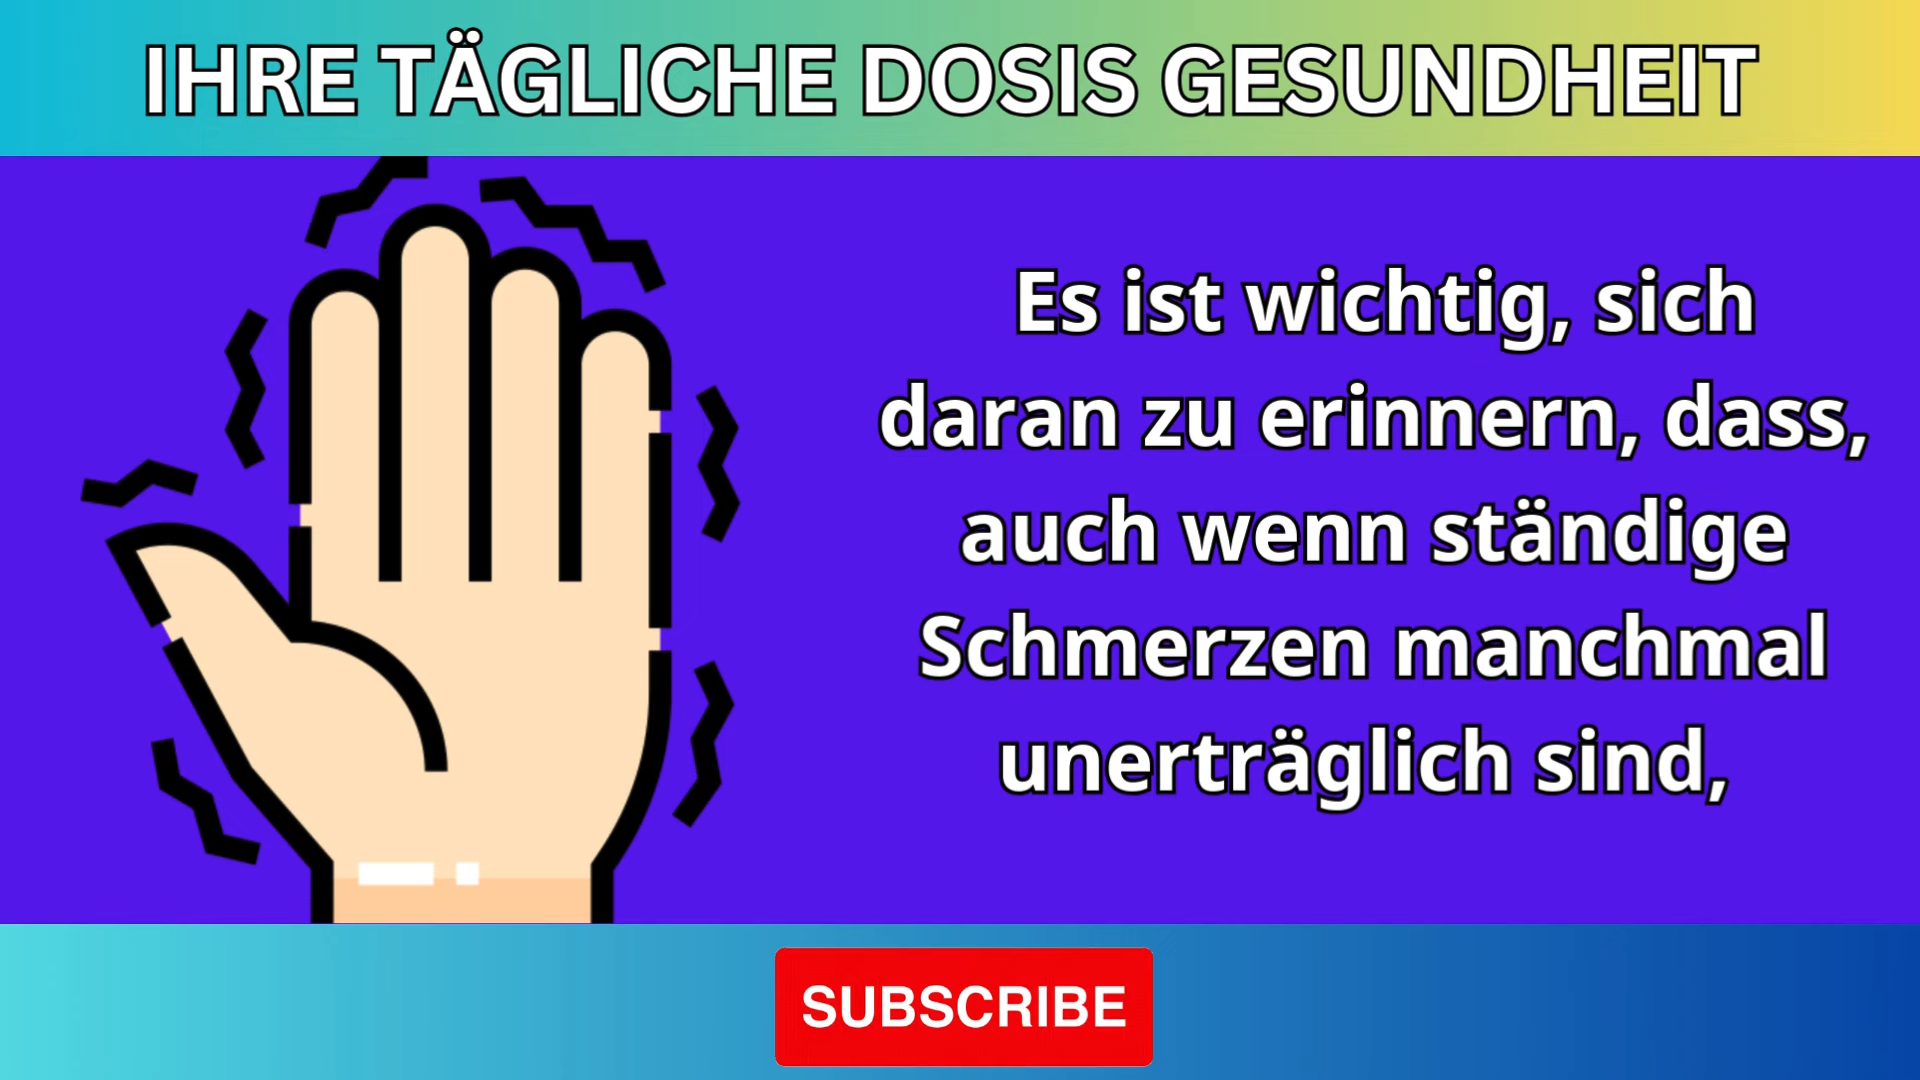 IHRE TÄGLICHE DOSIS GESUNDHEIT
Es ist wichtig, sich
daran zu erinnern, dass,
auch wenn ständige
Schmerzen manchmal
unerträglich sind,
SUBSCRIBE